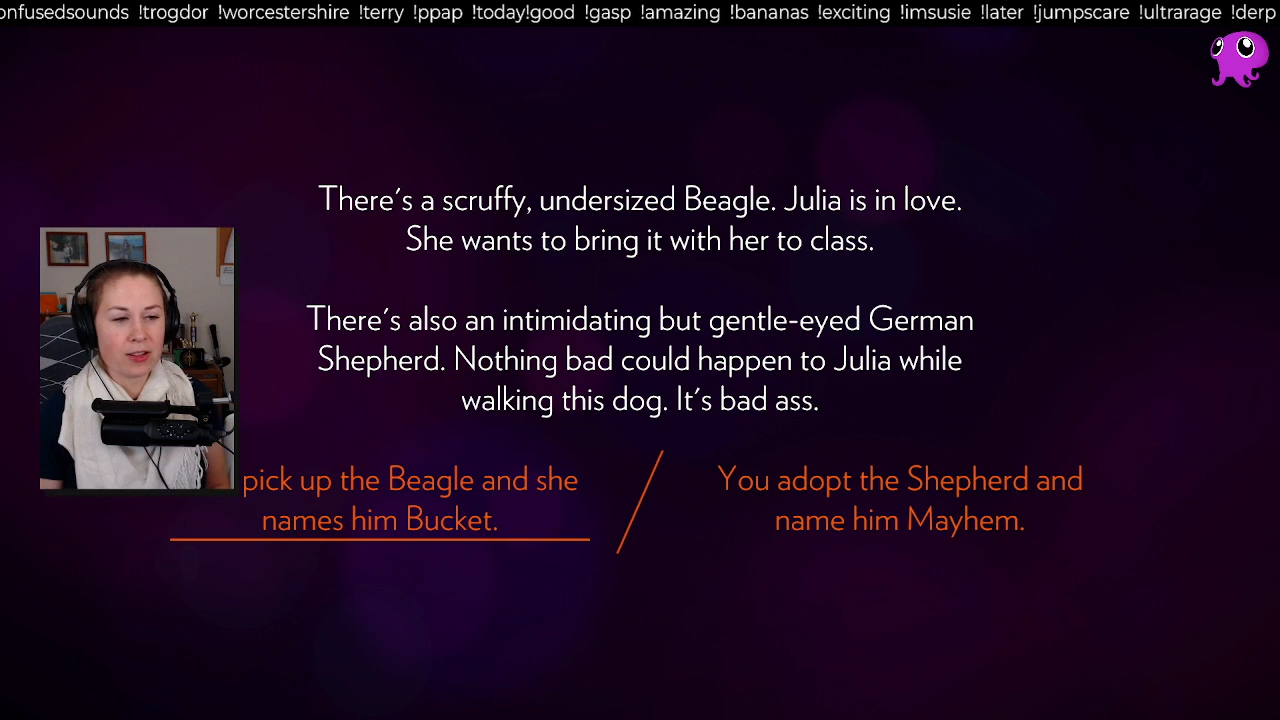 onfusedsounds !trogdor !worcestershire !terry !ppap !today!good !gasp !amazing !bananas !exciting !imsusie !later !jumpscare !ultrarage !derp
There's a scruffy, undersized Beagle. Julia is in love.
She wants to bring it with her to class.
There's also an intimidating but gentle-eyed German
Shepherd. Nothing bad could happen to Julia while
walking this dog. It's bad ass.
pick up the Beagle and she
names him Bucket.
You adopt the Shepherd and
name him Mayhem.